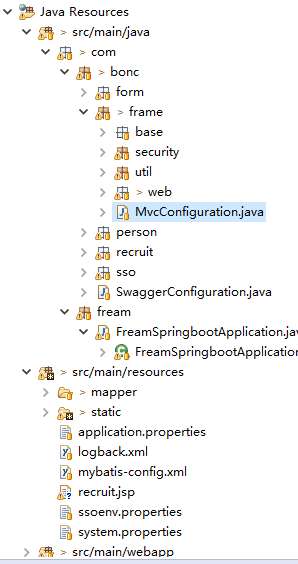 Java Resources
> src/main/java
> com
> bonc
> form
> frame
base
security
util
> web
MvcConfiguration.java
> person
> recruit
> sso
SwaggerConfiguration.java
> fream
> FreamSpringbootApplication.jav
FreamSpringbootApplication
> src/main/resources
> mapper
> static
application.properties
logback.xml
mybatis-config.xml
recruit.jsp
ssoenv.properties
system.properties
> src/main/webapp